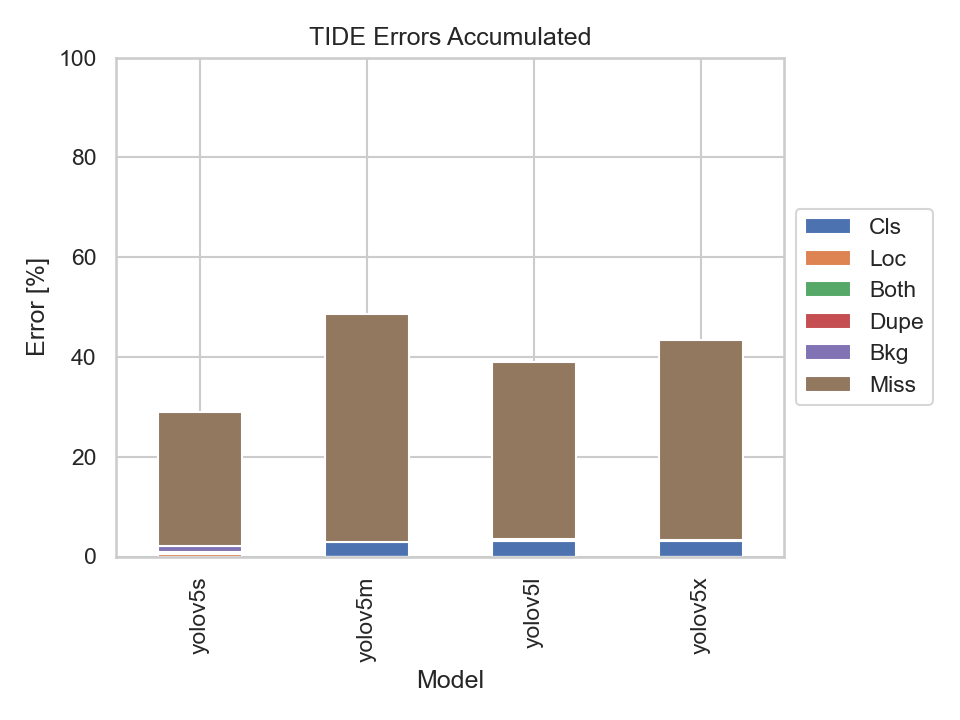 TIDE Errors Accumulated
100
80
60
40
20
0
Error [%]
yolov5s
yolov5m
yolov5l
yolov5x
Model
Cls
Loc
Both
Dupe
Bkg
Miss